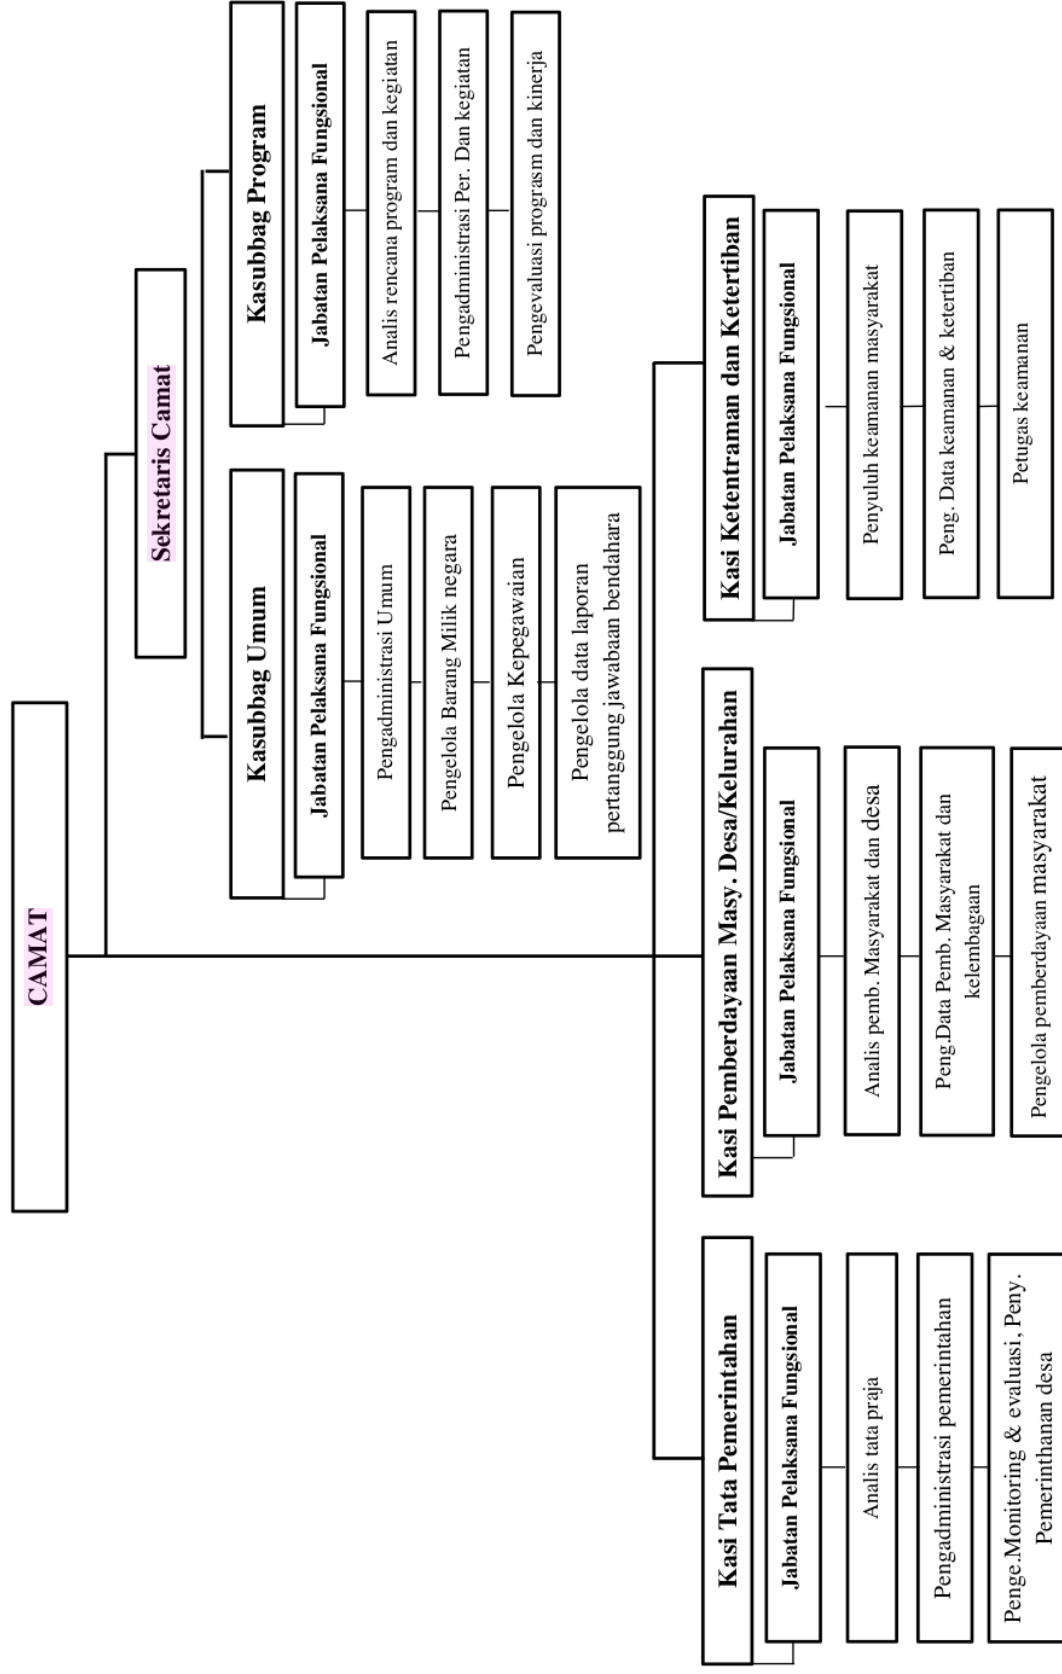 CAMAT
Sekretaris Camat
Kasubbag Umum
Jabatan Pelaksana Fungsional
Pengadministrasi Umum
Pengelola Barang Milik negara
Pengelola Kepegawaian
Pengelola data laporan
pertanggung jawabaan bendahara
Kasubbag Program
Jabatan Pelaksana Fungsional
Analis rencana program dan kegiatan
Pengadministrasi Per. Dan kegiatan
Pengevaluasi prograsm dan kinerja
Kasi Tata Pemerintahan
Jabatan Pelaksana Fungsional
Analis tata praja
Pengadministrasi pemerintahan
Penge.Monitoring & evaluasi, Peny.
Pemerinthanan desa
Kasi Pemberdayaan Masy. Desa/Kelurahan
Jabatan Pelaksana Fungsional
Analis pemb. Masyarakat dan desa
Peng.Data Pemb. Masyarakat dan
kelembagaan
Pengelola pemberdayaan masyarakat
Kasi Ketentraman dan Ketertiban
Jabatan Pelaksana Fungsional
Penyuluh keamanan masyarakat
Peng. Data keamanan & ketertiban
Petugas keamanan